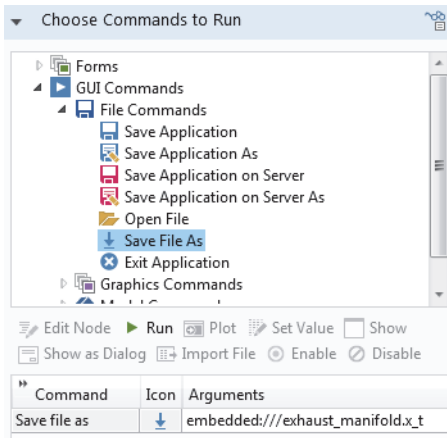 Choose Commands to Run
Forms
GUI Commands
File Commands
Save Application
Save Application As
Save Application on Server
Save Application on Server As
Open File
Save File As
Exit Application
Graphics Commands
Edit Node Run Plot Set Value Show
Show as Dialog Import File Enable Disable
Command Icon Arguments
Save file as embedded:///exhaust_manifold.x_t